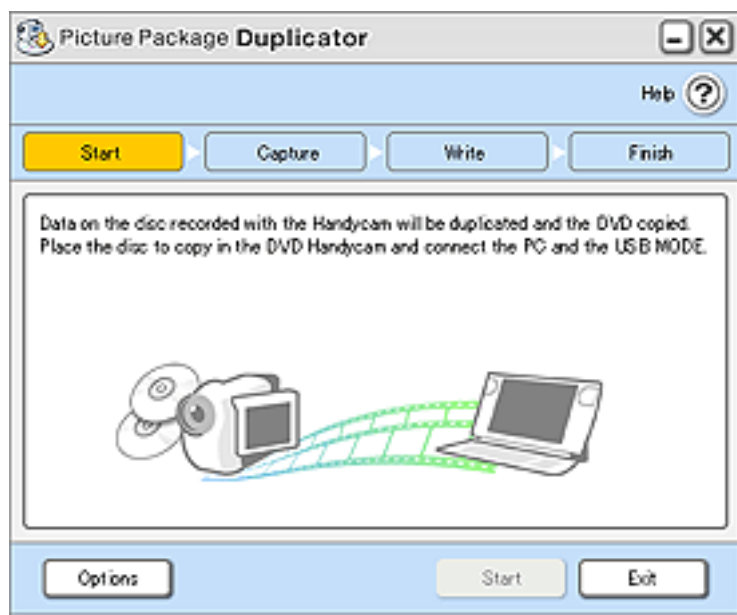 Picture Package Duplicator
Help
Start
Capture
Write
Finish
Data on the disc recorded with the Handycam will be duplicated and the DVD copied.
Place the disc to copy in the DVD Handycam and connect the PC and the USB MODE.
Options
Start
Exit